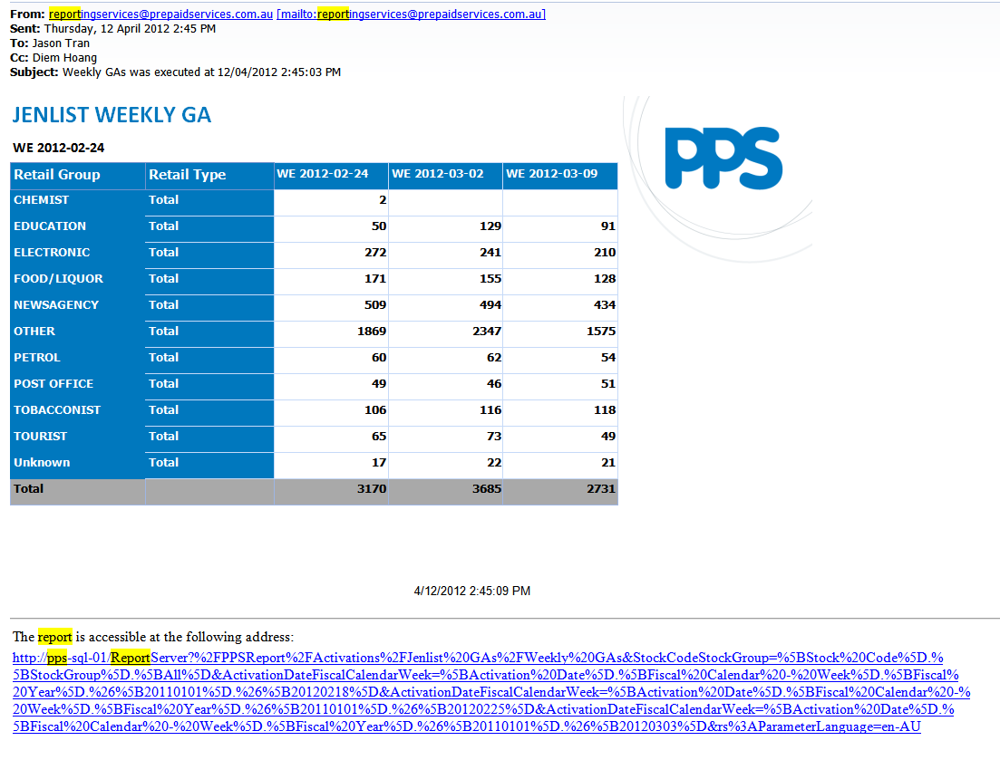 From: reportingservices@prepaidservices.com.au [mailto:reportingservices@prepaidservices.com.au]
Sent: Thursday, 12 April 2012 2:45 PM
To: Jason Tran
Cc: Diem Hoang
Subject: Weekly GAs was executed at 12/04/2012 2:45:03 PM
JENLIST WEEKLY GA
PPS
WE 2012-02-24
Retail Group Retail Type WE 2012-02-24 WE 2012-03-02 WE 2012-03-09
CHEMIST Total 2
EDUCATION Total 50 129 91
ELECTRONIC Total 272 241 210
FOOD/LIQUOR Total 171 155 128
NEWSAGENCY Total 509 494 434
OTHER Total 1869 2347 1575
PETROL Total 60 62 54
POST OFFICE Total 49 46 51
TOBACCONIST Total 106 116 118
TOURIST Total 65 73 49
Unknown Total 17 22 21
Total 3170 3685 2731
4/12/2012 2:45:09 PM
The report is accessible at the following address:
http://pps-sql-01/ReportServer?%2FPPSReport%2FActivations%2FJenlist%20GAs%2FWeekly%20GAs&StockCodeStockGroup=%5BStock%20Code%5D.%
5BStockGroup%5D.%5BAll%5D&ActivationDateFiscalCalendarWeek=%5BActivation%20Date%5D.%5BFiscal%20Calendar%20-%20Week%5D.%5BFiscal%
20Year%5D.%26%5B20110101%5D.%26%5B20120218%5D&ActivationDateFiscalCalendarWeek=%5BActivation%20Date%5D.%5BFiscal%20Calendar%20-%
20Week%5D.%5BFiscal%20Year%5D.%26%5B20110101%5D.%26%5B20120225%5D&ActivationDateFiscalCalendarWeek=%5BActivation%20Date%5D.%
5BFiscal%20Calendar%20-%20Week%5D.%5BFiscal%20Year%5D.%26%5B20110101%5D.%26%5B20120303%5D&rs%3AParameterLanguage=en-AU